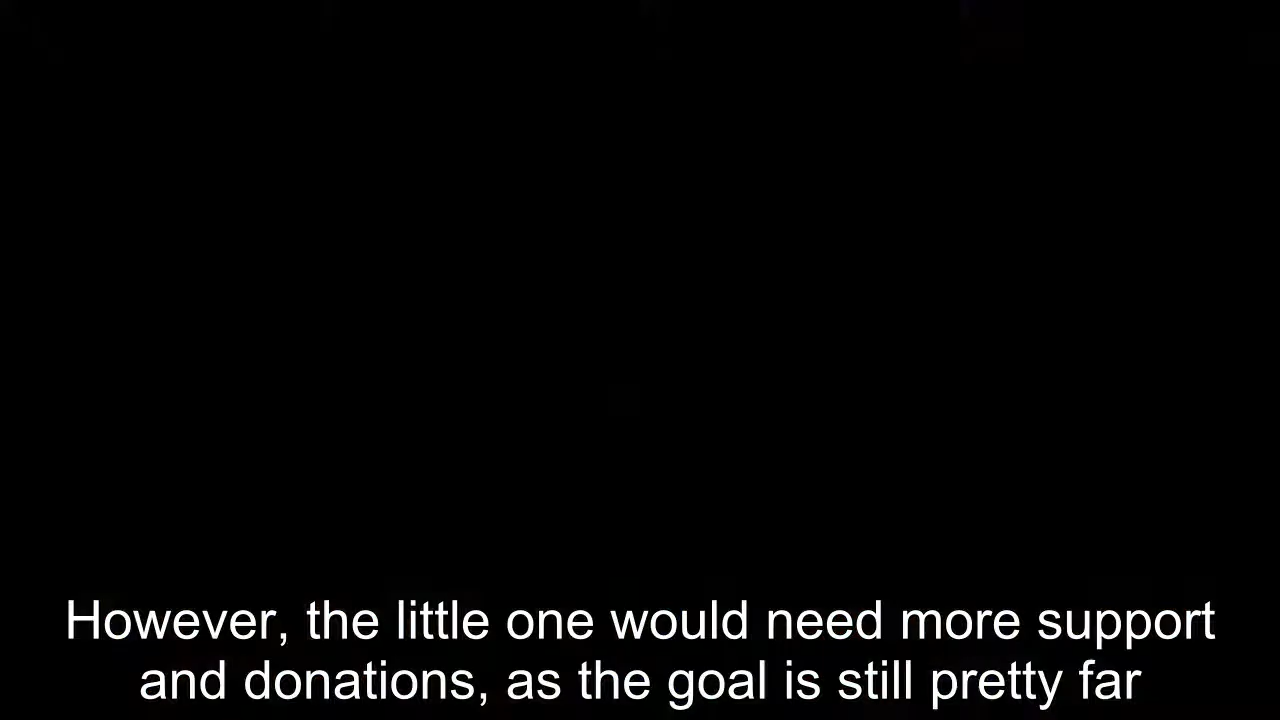 However, the little one would need more support
and donations, as the goal is still pretty far